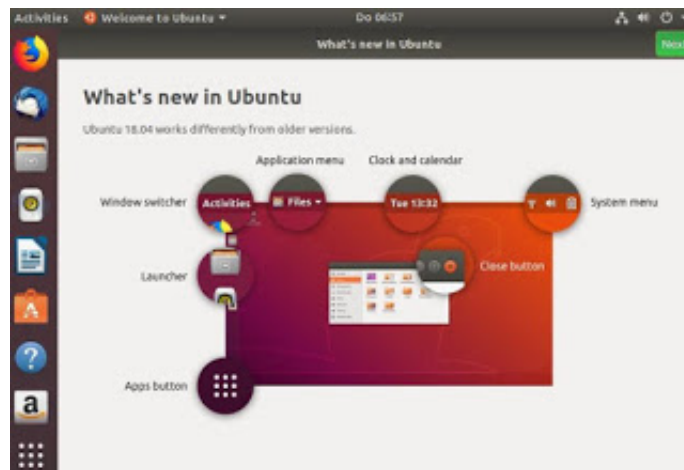 Activities Welcome to Ubuntu Do 06:57
What's new in Ubuntu Next
What's new in Ubuntu
Ubuntu 18.04 works differently from older versions.
Application menu Clock and calendar
Window switcher Activities Files Tue 13:32 System menu
Launcher Close button
Apps button